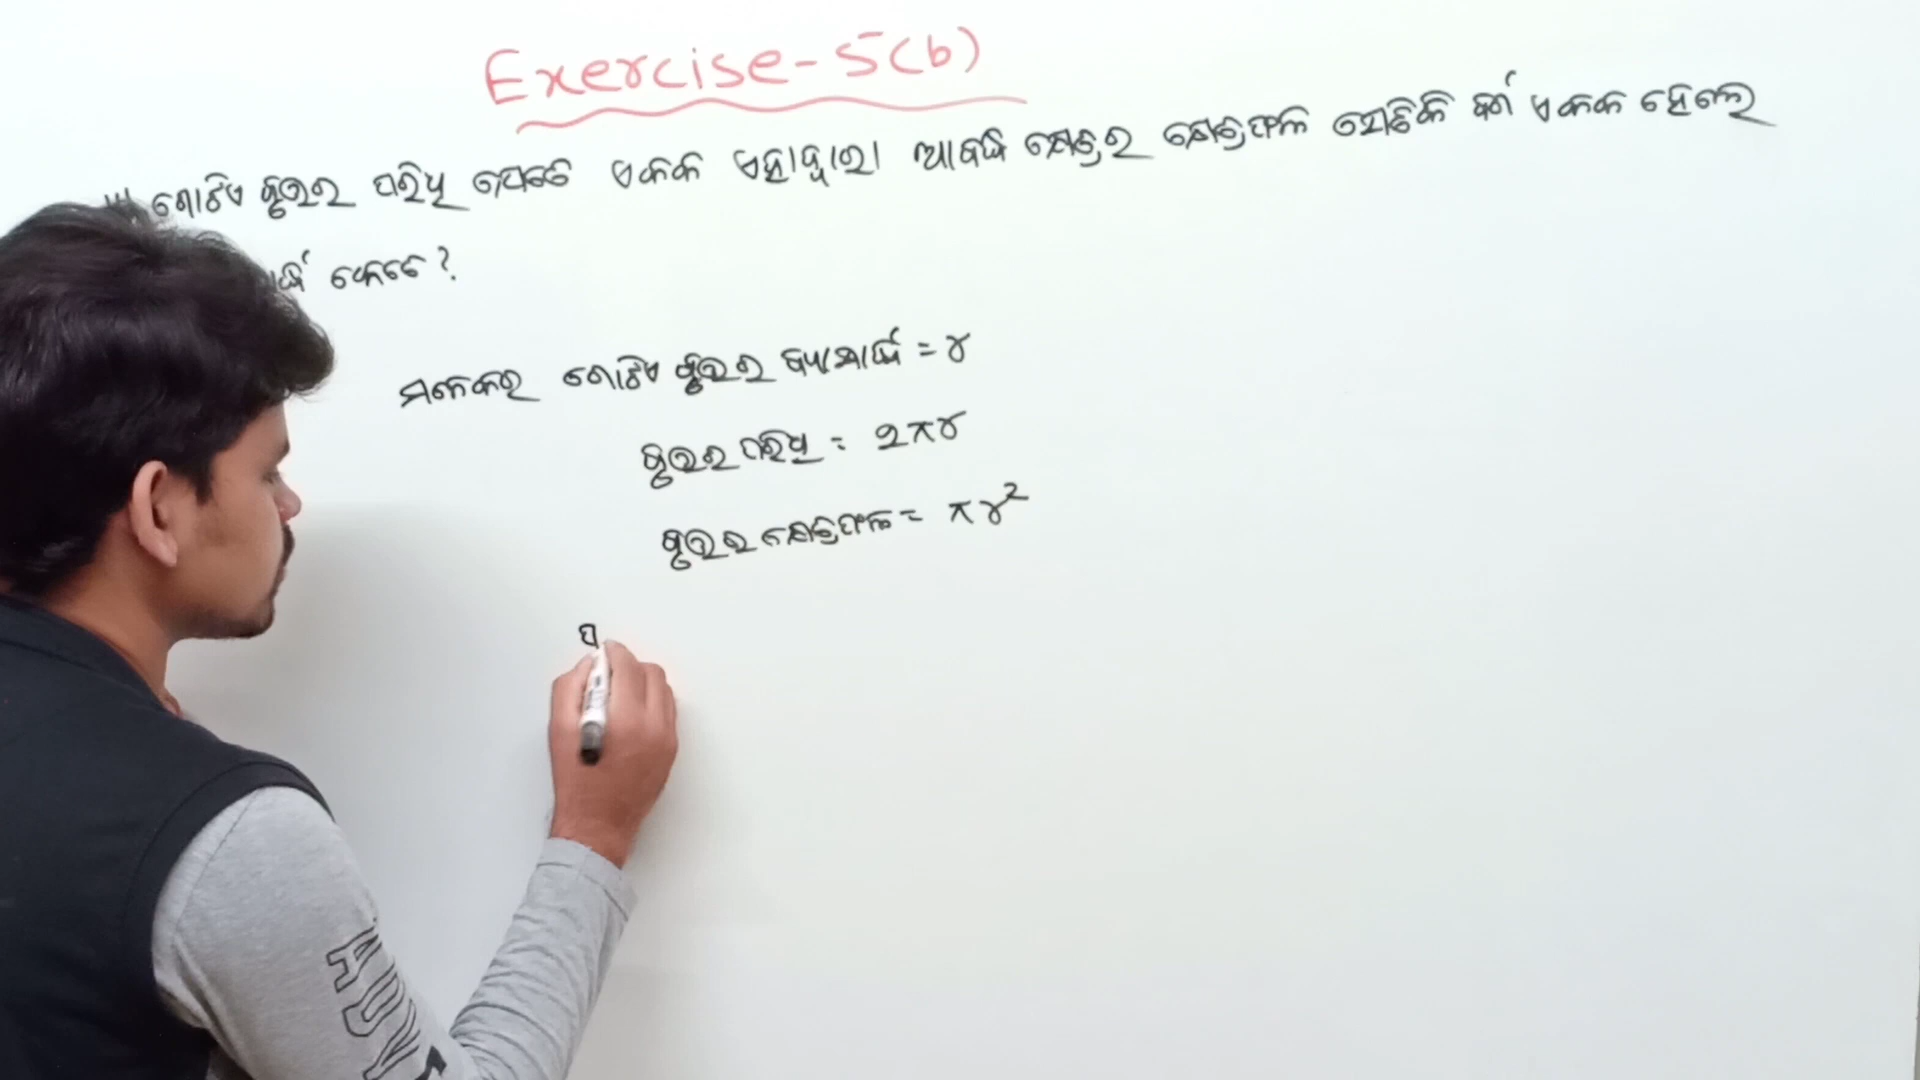 Exercise-5(b)
ଗୋଟିଏ ବୃତ୍ତର ପରିଧି ଯେତେ ଏକକ ଏହାଦ୍ୱାରା ଆବଦ୍ଧ କ୍ଷେତ୍ରର କ୍ଷେତ୍ରଫଳ ସେତିକି ବର୍ଗ ଏକକ ହେଲେ
କେତେ?
ମନେକର ଗୋଟିଏ ବୃତ୍ତର ବ୍ୟାସାର୍ଦ୍ଧ = r
ବୃତ୍ତର ପରିଧି = 2πr
ବୃତ୍ତର କ୍ଷେତ୍ରଫଳ = πr²
ପ